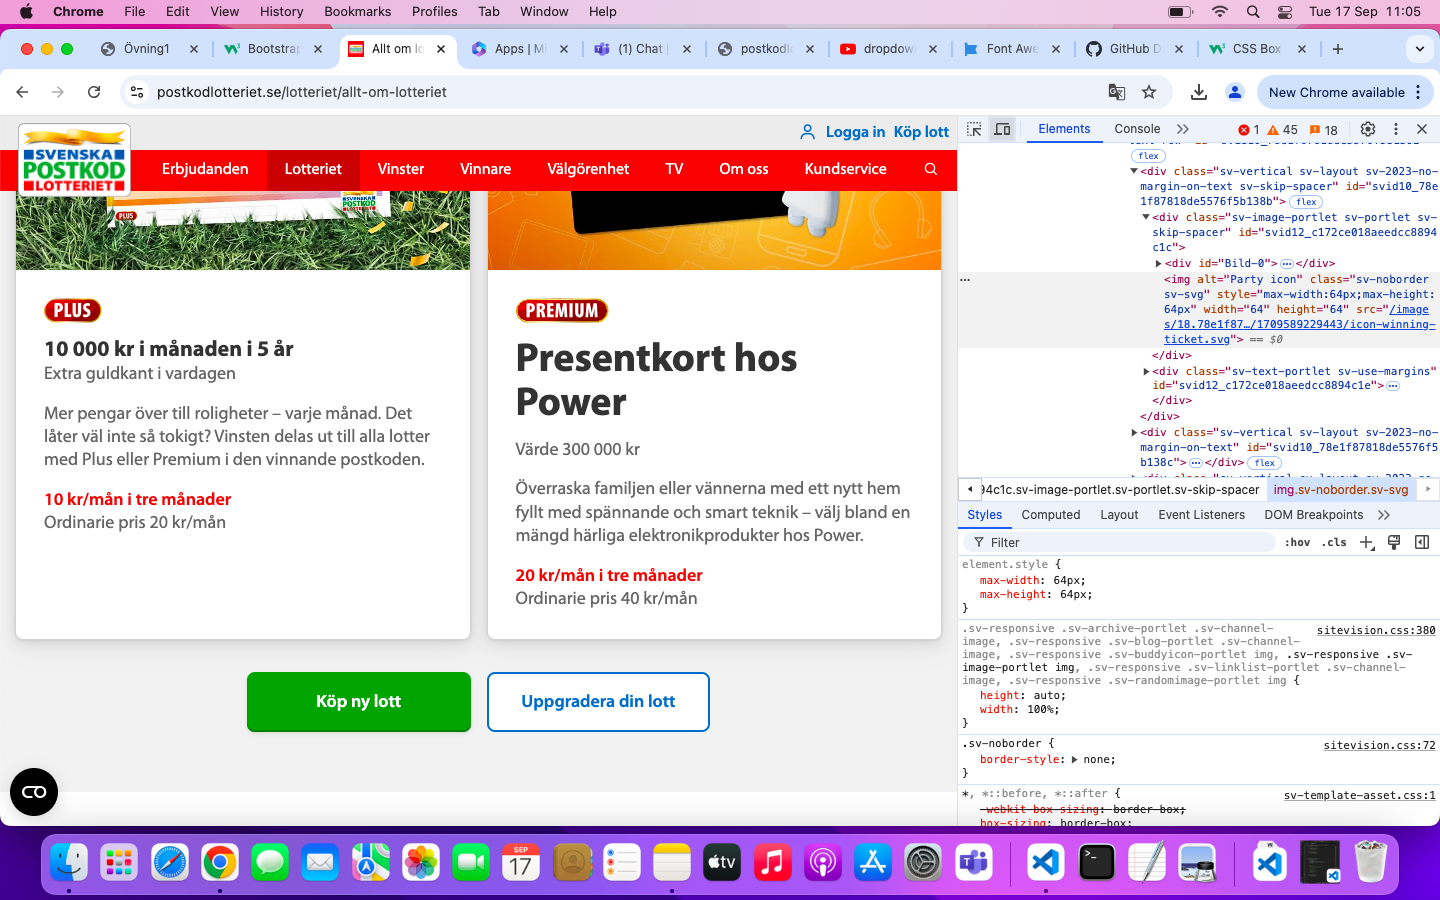 Chrome File Edit View History Bookmarks Profiles Tab Window Help Tue 17 Sep 11:05
Övning1 Bootstrap Allt om lo Apps | Mi (1) Chat | postkodlo dropdown Font Awe GitHub D CSS Box
postkodlotteriet.se/lotteriet/allt-om-lotteriet New Chrome available
Logga in Köp lott
SVENSKA
POSTKOD
LOTTERIET
Erbjudanden Lotteriet Vinster Vinnare Välgörenhet TV Om oss Kundservice
PLUS
PLUS
10 000 kr i månaden i 5 år
Extra guldkant i vardagen
Mer pengar över till roligheter – varje månad. Det
låter väl inte så tokigt? Vinsten delas ut till alla lotter
med Plus eller Premium i den vinnande postkoden.
10 kr/mån i tre månader
Ordinarie pris 20 kr/mån
PREMIUM
Presentkort hos
Power
Värde 300 000 kr
Överraska familjen eller vännerna med ett nytt hem
fyllt med spännande och smart teknik – välj bland en
mängd härliga elektronikprodukter hos Power.
20 kr/mån i tre månader
Ordinarie pris 40 kr/mån
Köp ny lott
Uppgradera din lott
Elements Console 1 45 18
flex
<div class="sv-vertical sv-layout sv-2023-no-
margin-on-text sv-skip-spacer" id="svid10_78e
1f87818de5576f5b138b"> flex
<div class="sv-image-portlet sv-portlet sv-
skip-spacer" id="svid12_c172ce018aeedcc8894
c1c">
<div id="Bild-0"> … </div>
<img alt="Party icon" class="sv-noborder
sv-svg" style="max-width:64px;max-height:
64px" width="64" height="64" src="/image
s/18.78e1f87…/1709589229443/icon-winning-
ticket.svg"> == $0
</div>
<div class="sv-text-portlet sv-use-margins"
id="svid12_c172ce018aeedcc8894c1e"> …
</div>
</div>
<div class="sv-vertical sv-layout sv-2023-no-
margin-on-text" id="svid10_78e1f87818de5576f5
b138c"> … </div> flex
94c1c.sv-image-portlet.sv-portlet.sv-skip-spacer img.sv-noborder.sv-svg
Styles Computed Layout Event Listeners DOM Breakpoints
Filter :hov .cls
element.style {
max-width: 64px;
max-height: 64px;
}
.sv-responsive .sv-archive-portlet .sv-channel- sitevision.css:380
image, .sv-responsive .sv-blog-portlet .sv-channel-
image, .sv-responsive .sv-buddyicon-portlet img, .sv-responsive .sv-
image-portlet img, .sv-responsive .sv-linklist-portlet .sv-channel-
image, .sv-responsive .sv-randomimage-portlet img {
height: auto;
width: 100%;
}
.sv-noborder { sitevision.css:72
border-style: none;
}
*, *::before, *::after { sv-template-asset.css:1
-webkit-box-sizing: border-box;
box-sizing: border-box;
SEP
17
tv